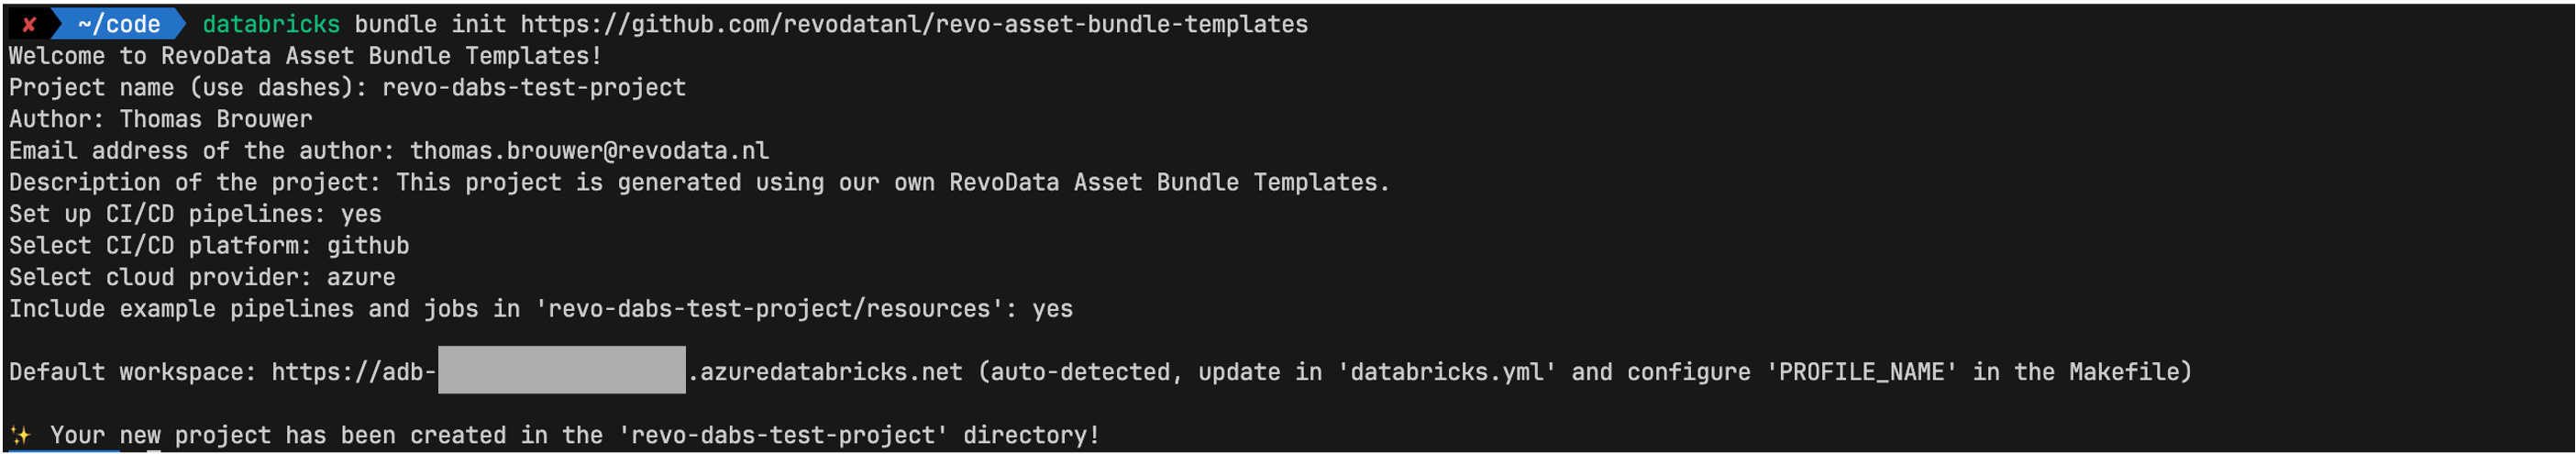 ✘ ~/code databricks bundle init https://github.com/revodatanl/revo-asset-bundle-templates
Welcome to RevoData Asset Bundle Templates!
Project name (use dashes): revo-dabs-test-project
Author: Thomas Brouwer
Email address of the author: thomas.brouwer@revodata.nl
Description of the project: This project is generated using our own RevoData Asset Bundle Templates.
Set up CI/CD pipelines: yes
Select CI/CD platform: github
Select cloud provider: azure
Include example pipelines and jobs in 'revo-dabs-test-project/resources': yes
Default workspace: https://adb- .azuredatabricks.net (auto-detected, update in 'databricks.yml' and configure 'PROFILE_NAME' in the Makefile)
✨ Your new project has been created in the 'revo-dabs-test-project' directory!